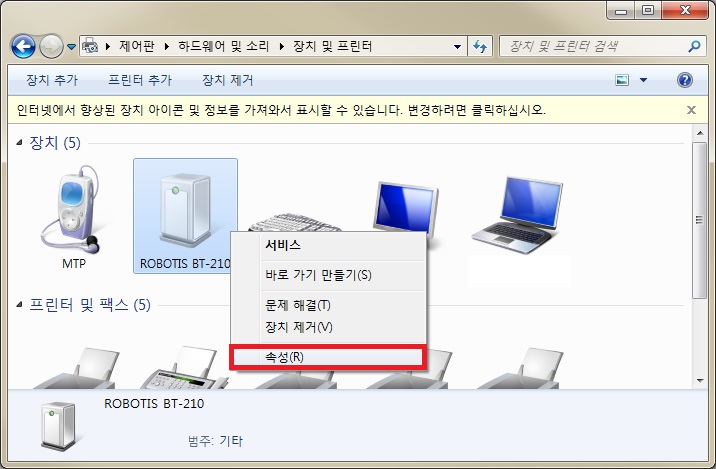 제어판 ▸ 하드웨어 및 소리 ▸ 장치 및 프린터
장치 및 프린터 검색
장치 추가 프린터 추가 장치 제거
인터넷에서 향상된 장치 아이콘 및 정보를 가져와서 표시할 수 있습니다. 변경하려면 클릭하십시오.
장치 (5)
MTP
ROBOTIS BT-210
서비스
바로 가기 만들기(S)
문제 해결(T)
장치 제거(V)
속성(R)
프린터 및 팩스 (5)
ROBOTIS BT-210
범주: 기타